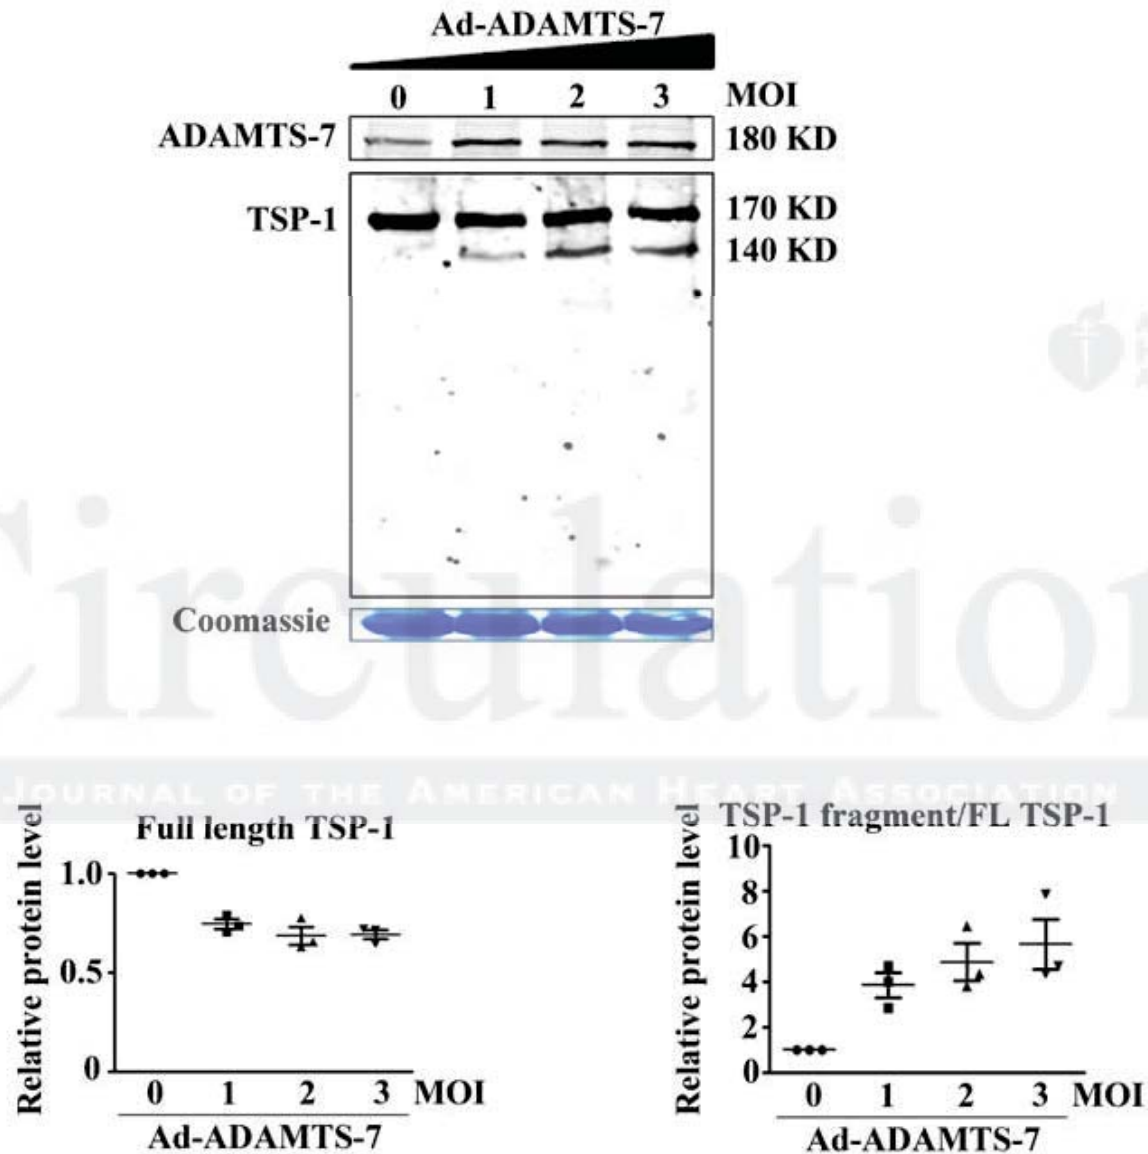 Ad-ADAMTS-7
0 1 2 3 MOI
ADAMTS-7 180 KD
TSP-1 170 KD
140 KD
Coomassie
Circulation
JOURNAL OF THE AMERICAN HEART ASSOCIATION
Full length TSP-1
Relative protein level
1.0
0.5
0
0 1 2 3 MOI
Ad-ADAMTS-7
TSP-1 fragment/FL TSP-1
Relative protein level
10
8
6
4
2
0
0 1 2 3 MOI
Ad-ADAMTS-7